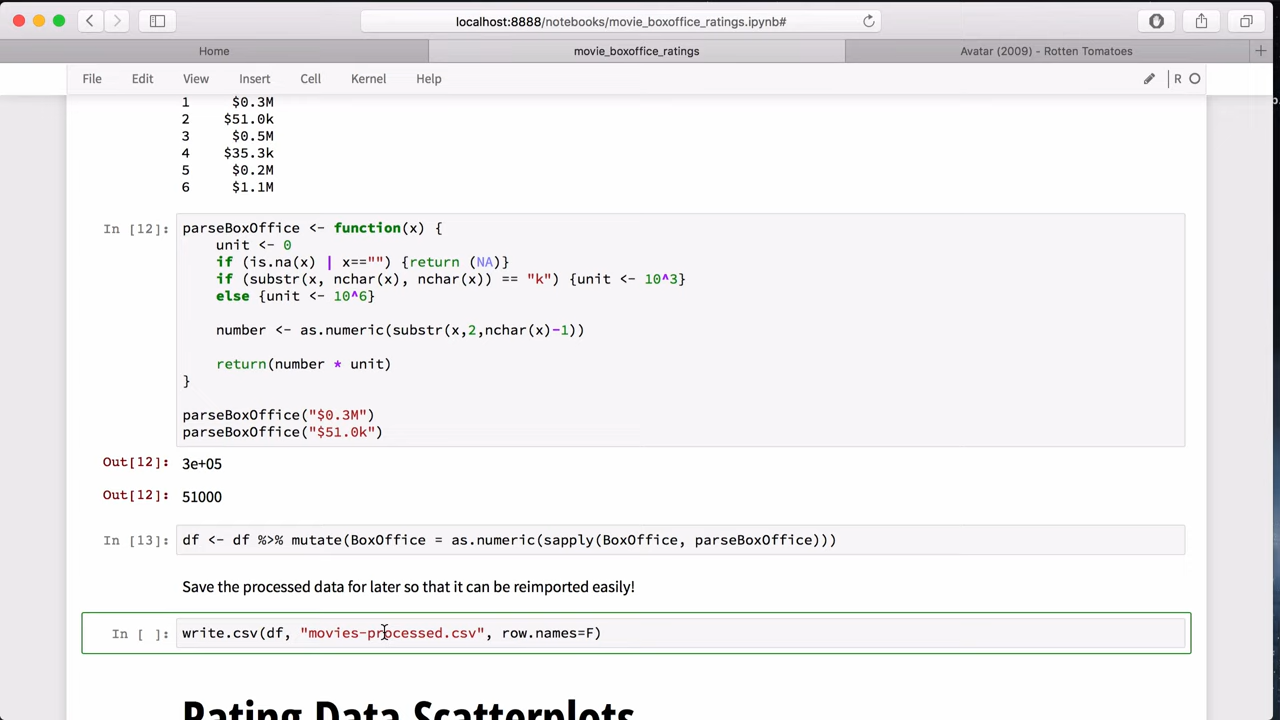 localhost:8888/notebooks/movie_boxoffice_ratings.ipynb#
Home
movie_boxoffice_ratings
Avatar (2009) - Rotten Tomatoes
+
File Edit View Insert Cell Kernel Help
R
1 $0.3M
2 $51.0k
3 $0.5M
4 $35.3k
5 $0.2M
6 $1.1M
In [12]:
parseBoxOffice <- function(x) {
unit <- 0
if (is.na(x) | x=="") {return (NA)}
if (substr(x, nchar(x), nchar(x)) == "k") {unit <- 10^3}
else {unit <- 10^6}
number <- as.numeric(substr(x,2,nchar(x)-1))
return(number * unit)
}
parseBoxOffice("$0.3M")
parseBoxOffice("$51.0k")
Out[12]: 3e+05
Out[12]: 51000
In [13]: df <- df %>% mutate(BoxOffice = as.numeric(sapply(BoxOffice, parseBoxOffice)))
Save the processed data for later so that it can be reimported easily!
In [ ]: write.csv(df, "movies-processed.csv", row.names=F)
Rating Data Scatterplots